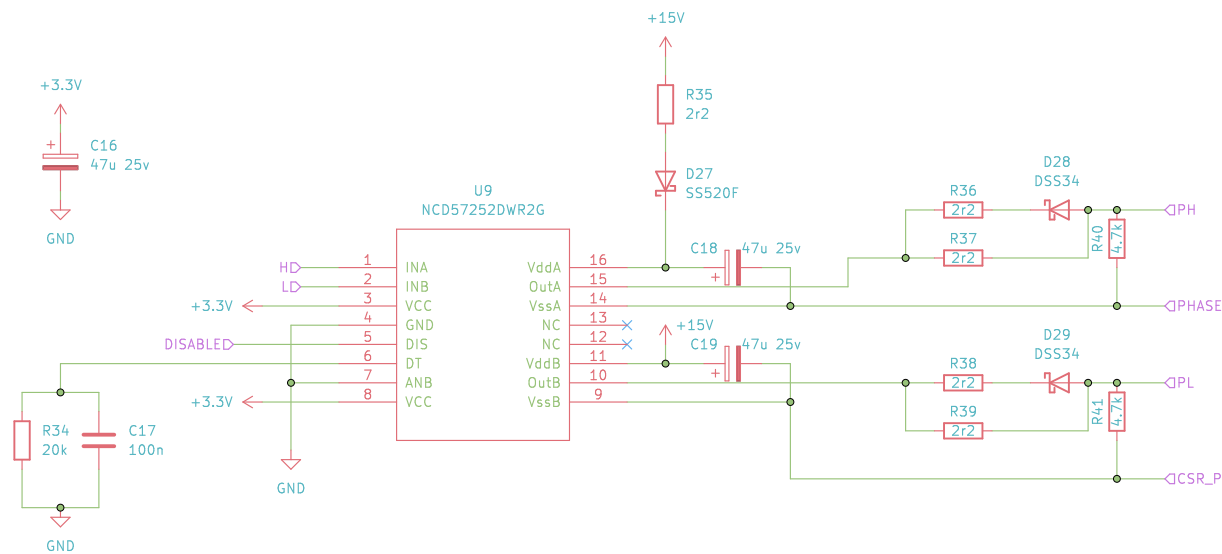 +15V
+3.3V
R35
2r2
C16
47u 25v
D27
SS520F
D28
DSS34
U9
NCD57252DWR2G
R36
2r2
PH
GND
R40
4.7k
R37
2r2
C18
47u 25v
H
1
INA
VddA
16
L
2
INB
OutA
15
+3.3V
3
VCC
VssA
14
PHASE
4
GND
NC
13
+15V
DISABLE
5
DIS
NC
12
C19
47u 25v
D29
DSS34
6
DT
VddB
11
R38
2r2
7
ANB
OutB
10
PL
+3.3V
8
VCC
VssB
9
R41
4.7k
R39
2r2
R34
20k
C17
100n
CSR_P
GND
GND